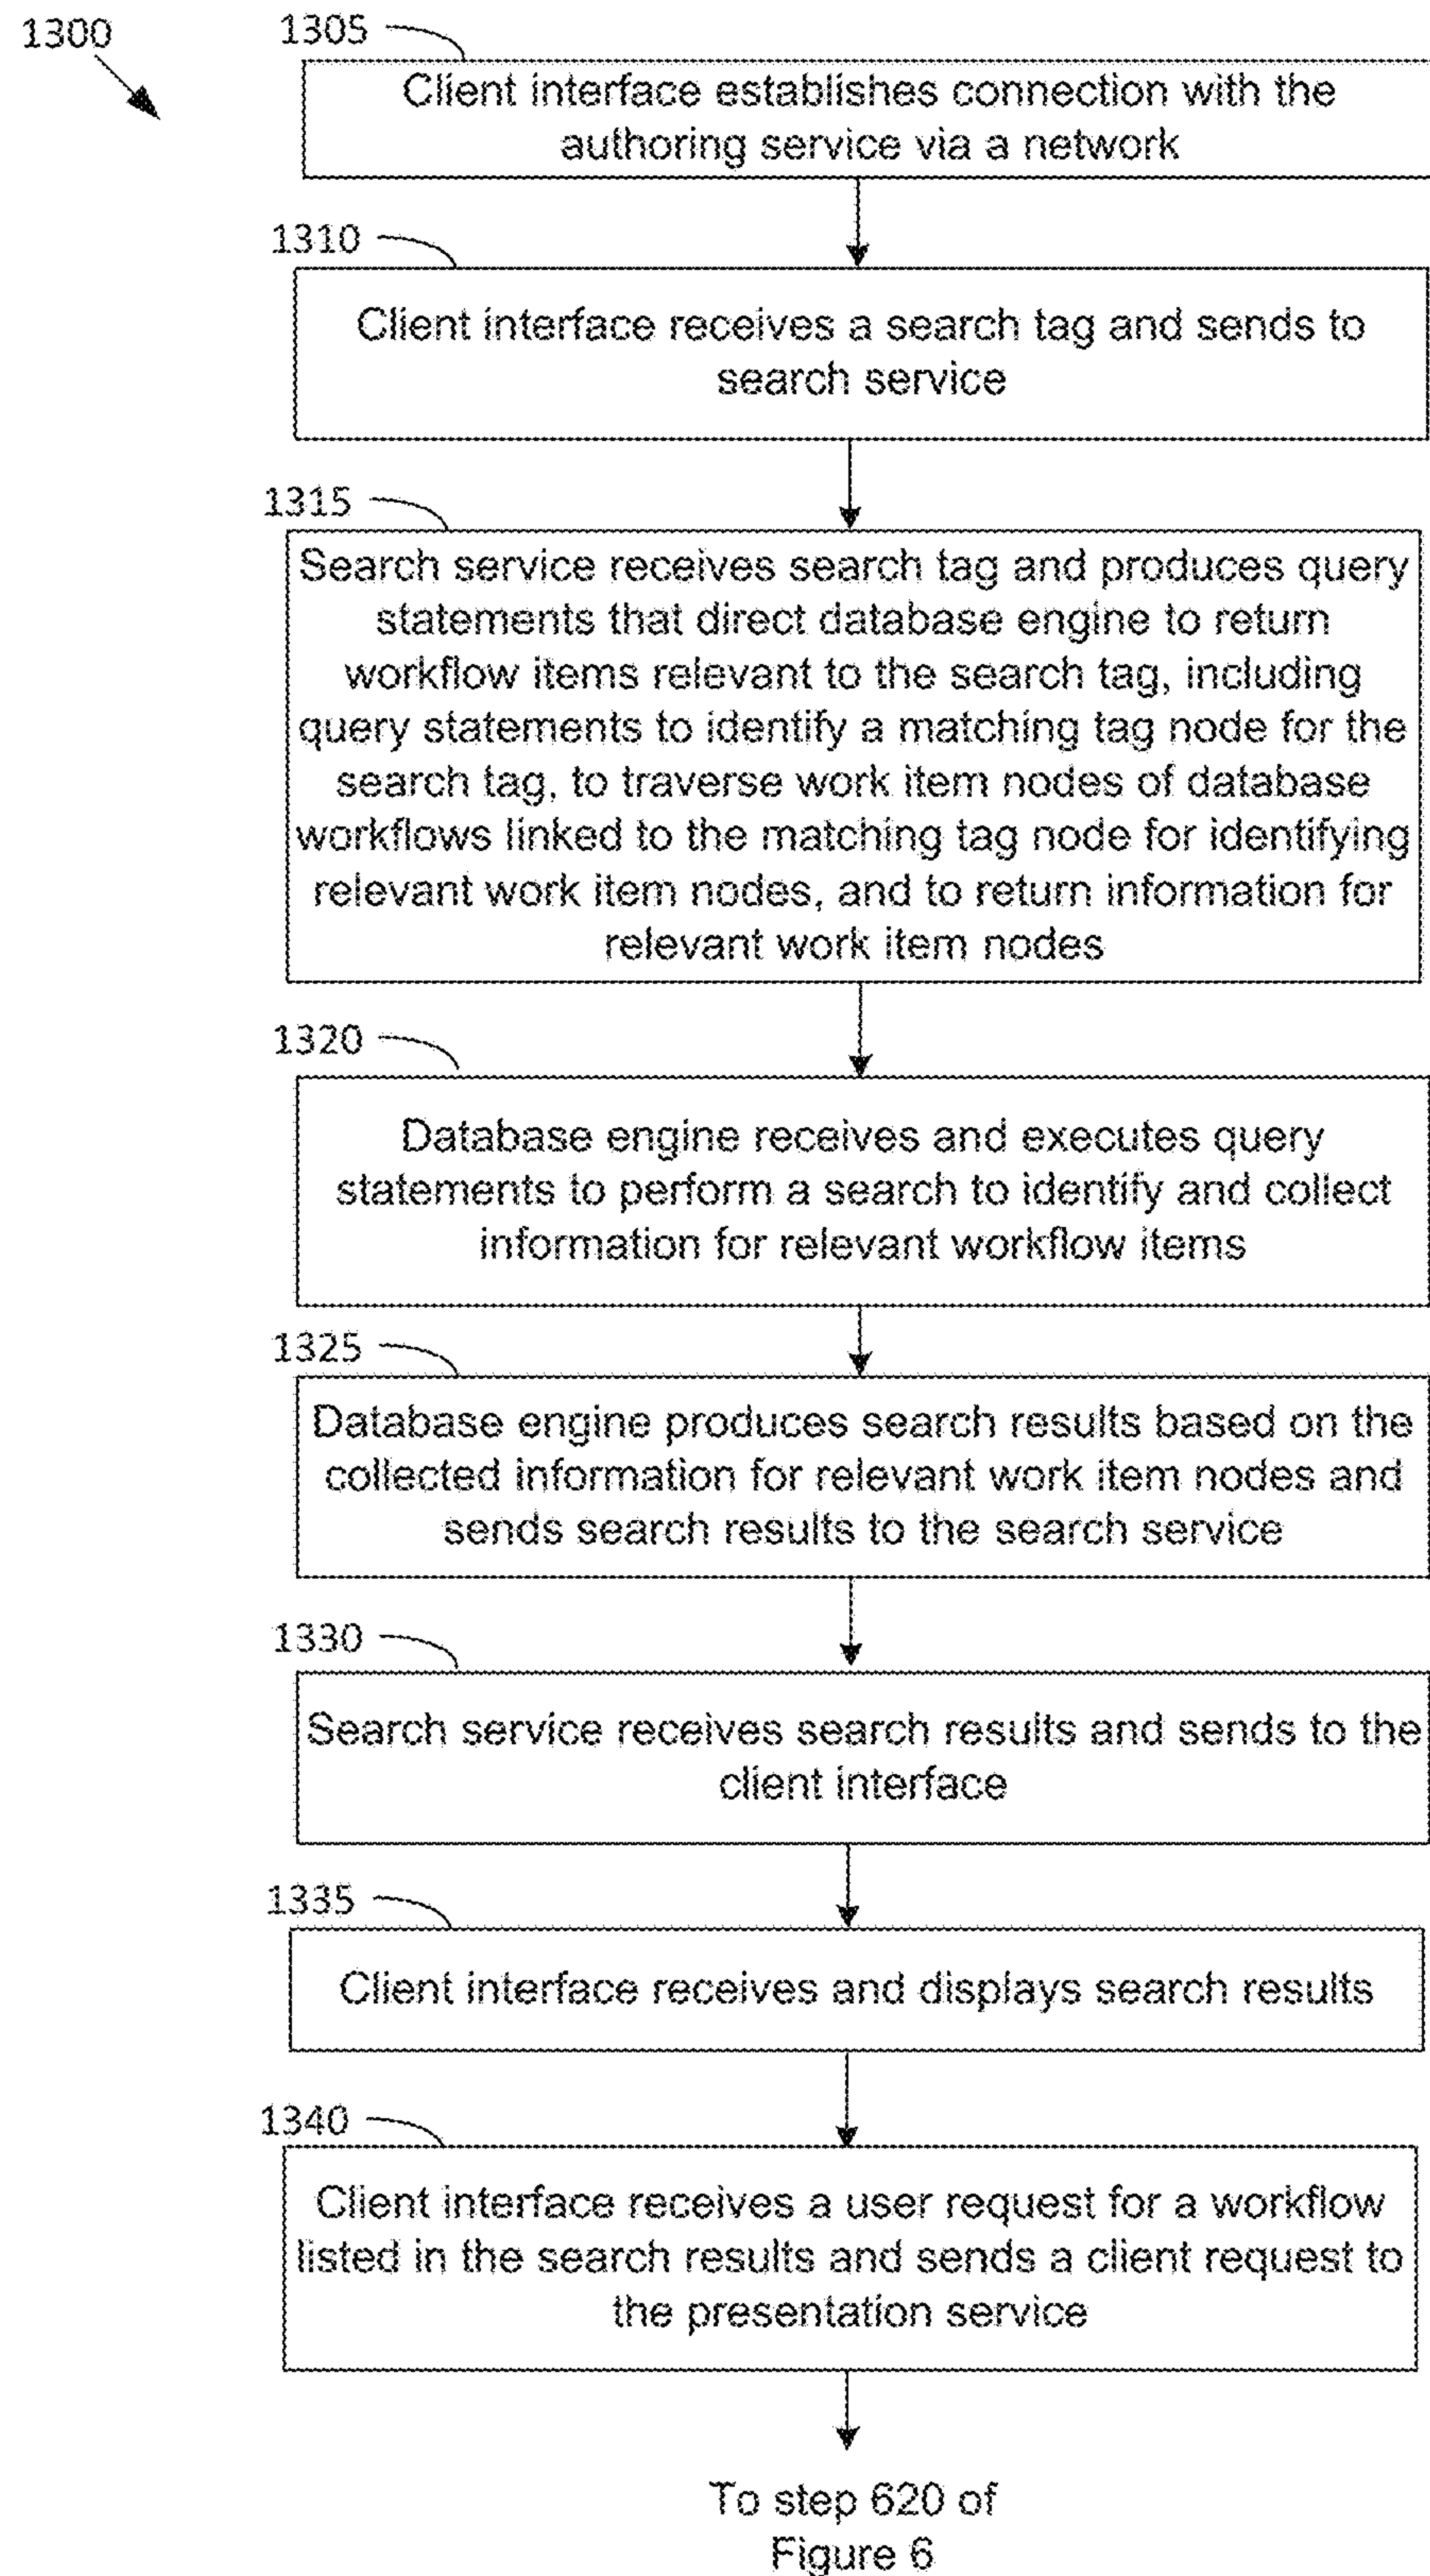 1300
1305
Client interface establishes connection with the
authoring service via a network
1310
Client interface receives a search tag and sends to
search service
1315
Search service receives search tag and produces query
statements that direct database engine to return
workflow items relevant to the search tag, including
query statements to identify a matching tag node for the
search tag, to traverse work item nodes of database
workflows linked to the matching tag node for identifying
relevant work item nodes, and to return information for
relevant work item nodes
1320
Database engine receives and executes query
statements to perform a search to identify and collect
information for relevant workflow items
1325
Database engine produces search results based on the
collected information for relevant work item nodes and
sends search results to the search service
1330
Search service receives search results and sends to the
client interface
1335
Client interface receives and displays search results
1340
Client interface receives a user request for a workflow
listed in the search results and sends a client request to
the presentation service
To step 620 of
Figure 6